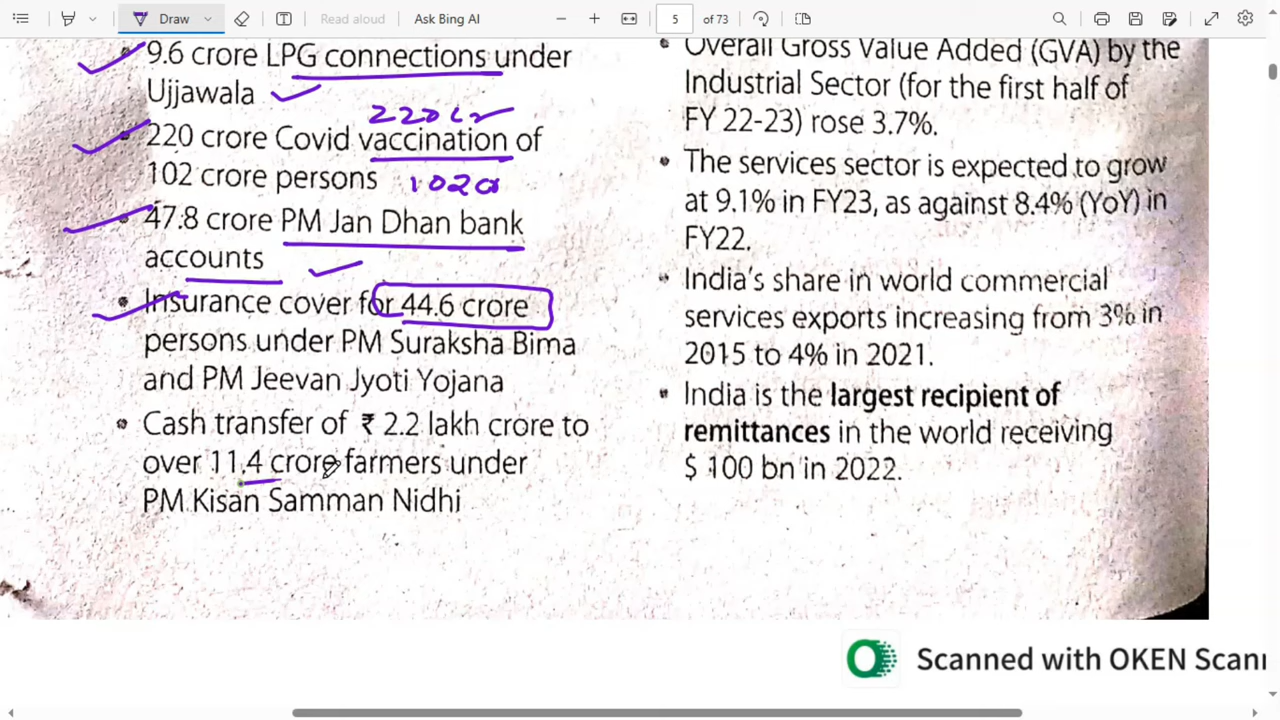 Draw
Read aloud
Ask Bing AI
5
of 73
• 9.6 crore LPG connections under
Ujjawala
220 Cr
• 220 crore Covid vaccination of
102 crore persons
102 Cr
• 47.8 crore PM Jan Dhan bank
accounts
• Insurance cover for 44.6 crore
persons under PM Suraksha Bima
and PM Jeevan Jyoti Yojana
• Cash transfer of ₹ 2.2 lakh crore to
over 11.4 crore farmers under
PM Kisan Samman Nidhi
• Overall Gross Value Added (GVA) by the
Industrial Sector (for the first half of
FY 22-23) rose 3.7%.
• The services sector is expected to grow
at 9.1% in FY23, as against 8.4% (YoY) in
FY22.
• India's share in world commercial
services exports increasing from 3% in
2015 to 4% in 2021.
• India is the largest recipient of
remittances in the world receiving
$ 100 bn in 2022.
Scanned with OKEN Scan